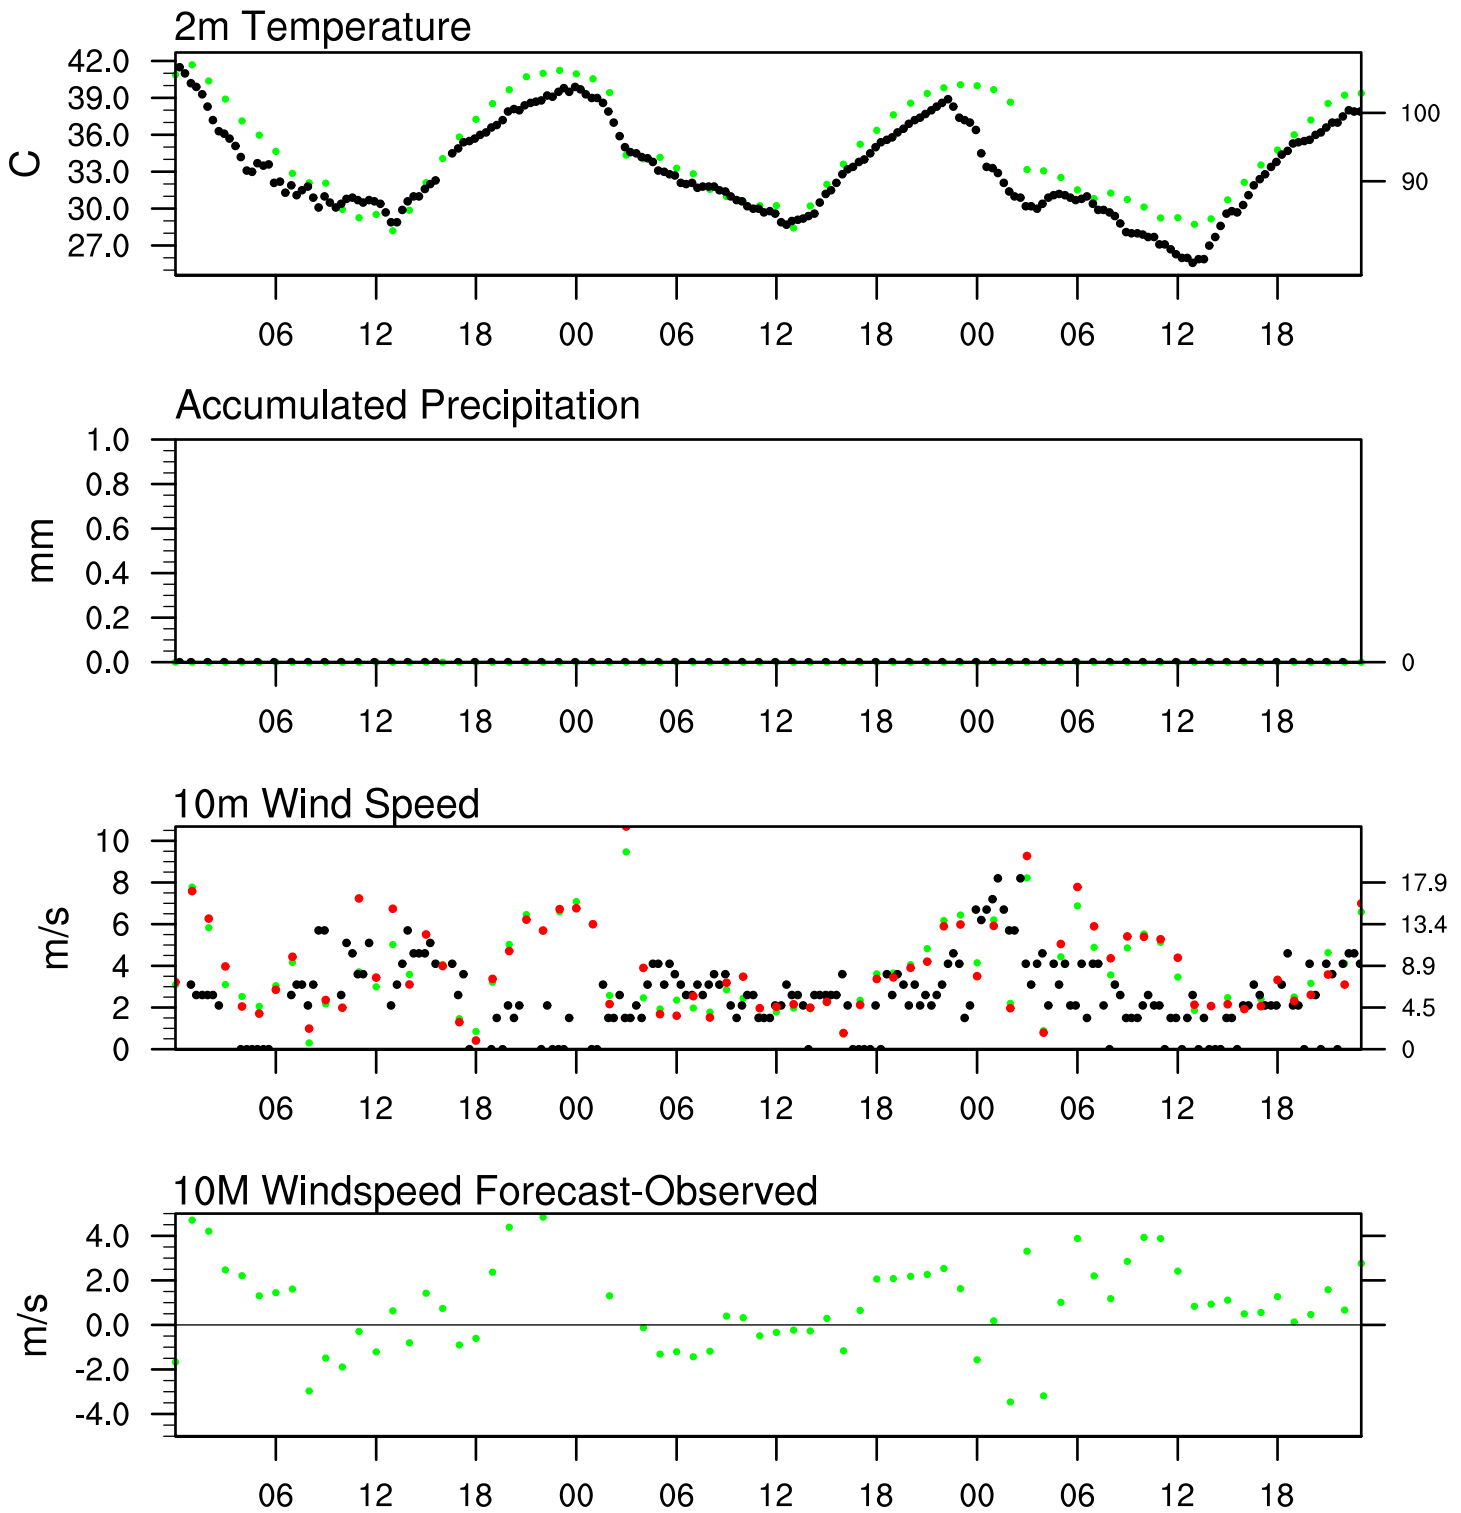 2m Temperature
42.0
39.0
36.0
33.0
30.0
27.0
C
100
90
06 12 18 00 06 12 18 00 06 12 18
Accumulated Precipitation
1.0
0.8
0.6
0.4
0.2
0.0
mm
0
06 12 18 00 06 12 18 00 06 12 18
10m Wind Speed
10
8
6
4
2
0
m/s
17.9
13.4
8.9
4.5
0
06 12 18 00 06 12 18 00 06 12 18
10M Windspeed Forecast-Observed
4.0
2.0
0.0
-2.0
-4.0
m/s
06 12 18 00 06 12 18 00 06 12 18